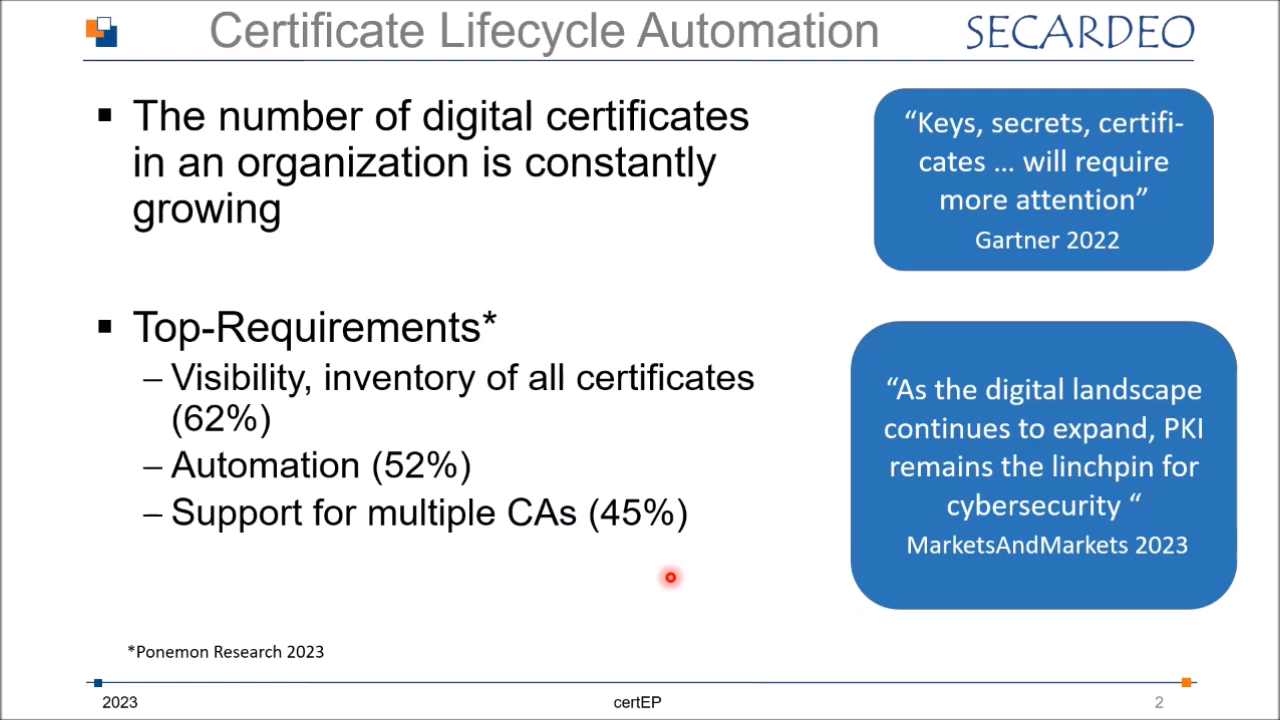 Certificate Lifecycle Automation
SECARDEO
▪ The number of digital certificates
in an organization is constantly
growing
▪ Top-Requirements*
– Visibility, inventory of all certificates
(62%)
– Automation (52%)
– Support for multiple CAs (45%)
“Keys, secrets, certifi-
cates … will require
more attention”
Gartner 2022
“As the digital landscape
continues to expand, PKI
remains the linchpin for
cybersecurity “
MarketsAndMarkets 2023
*Ponemon Research 2023
2023
certEP
2